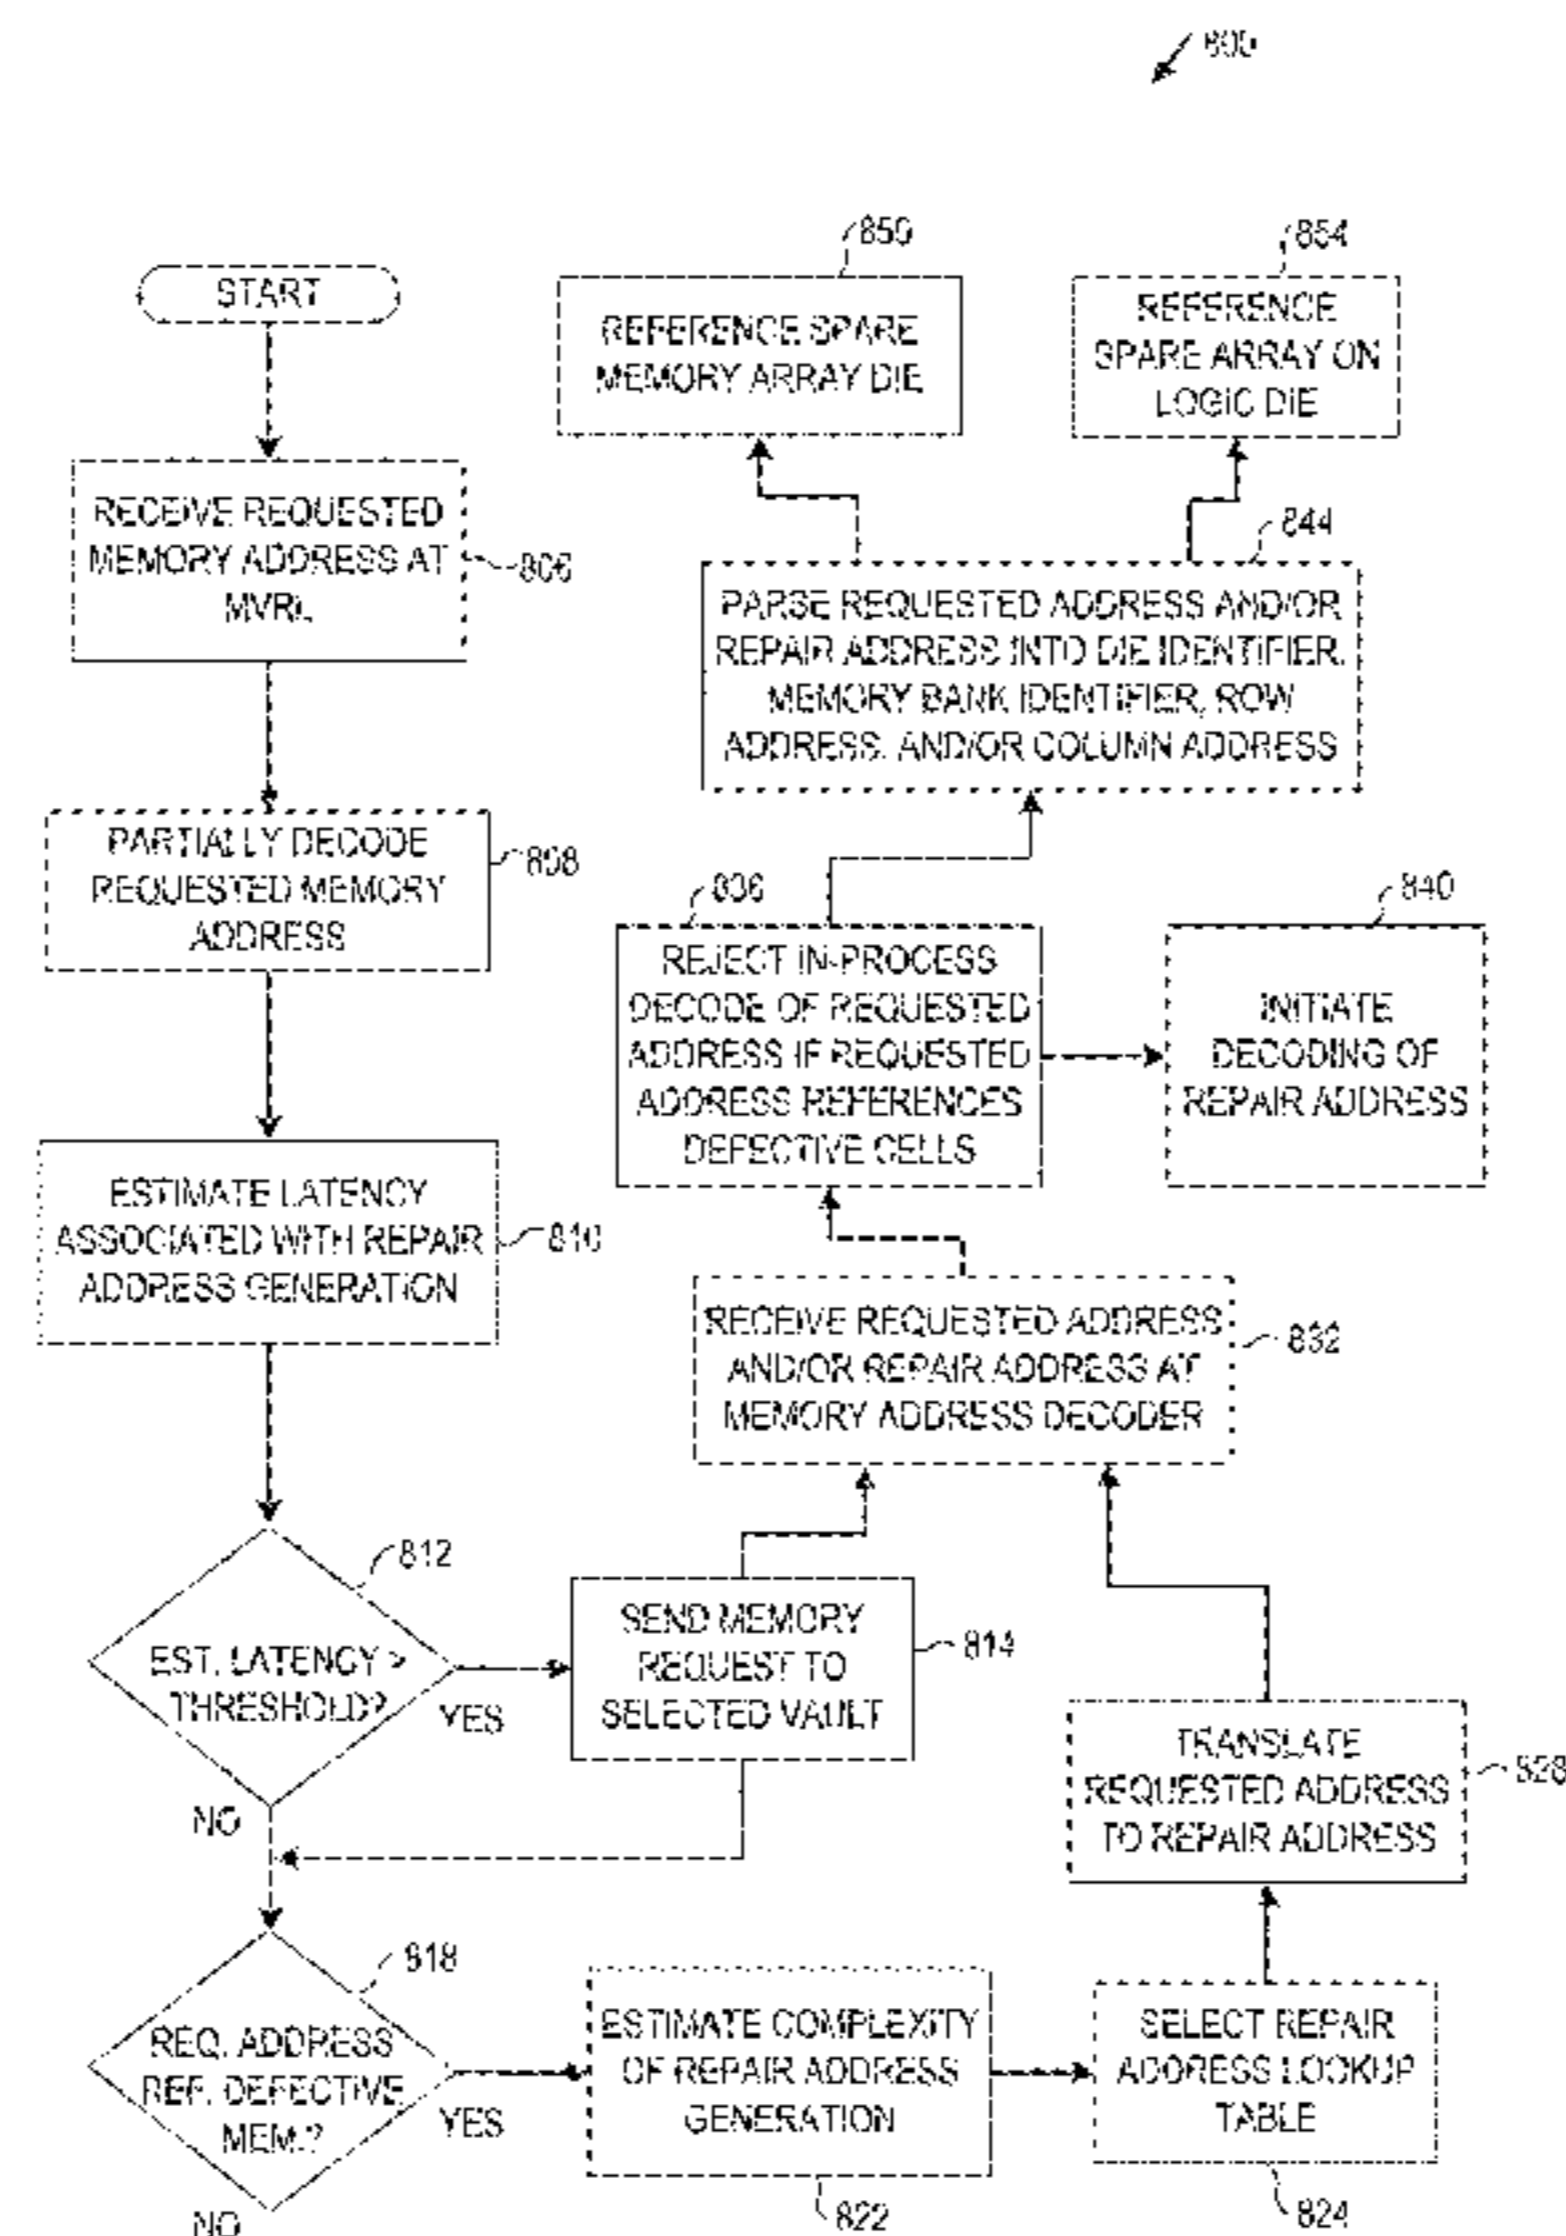 800
START
RECEIVE REQUESTED
MEMORY ADDRESS AT
MVRL
806
PARTIALLY DECODE
REQUESTED MEMORY
ADDRESS
808
ESTIMATE LATENCY
ASSOCIATED WITH REPAIR
ADDRESS GENERATION
810
812
EST. LATENCY >
THRESHOLD?
YES
NO
SEND MEMORY
REQUEST TO
SELECTED VAULT
814
818
REQ. ADDRESS
REF. DEFECTIVE
MEM.?
YES
NO
ESTIMATE COMPLEXITY
OF REPAIR ADDRESS
GENERATION
822
SELECT REPAIR
ADDRESS LOOKUP
TABLE
824
TRANSLATE
REQUESTED ADDRESS
TO REPAIR ADDRESS
828
RECEIVE REQUESTED ADDRESS
AND/OR REPAIR ADDRESS AT
MEMORY ADDRESS DECODER
832
836
REJECT IN-PROCESS
DECODE OF REQUESTED
ADDRESS IF REQUESTED
ADDRESS REFERENCES
DEFECTIVE CELLS
840
INITIATE
DECODING OF
REPAIR ADDRESS
844
PARSE REQUESTED ADDRESS AND/OR
REPAIR ADDRESS INTO DIE IDENTIFIER,
MEMORY BANK IDENTIFIER, ROW
ADDRESS, AND/OR COLUMN ADDRESS
850
REFERENCE SPARE
MEMORY ARRAY DIE
854
REFERENCE
SPARE ARRAY ON
LOGIC DIE